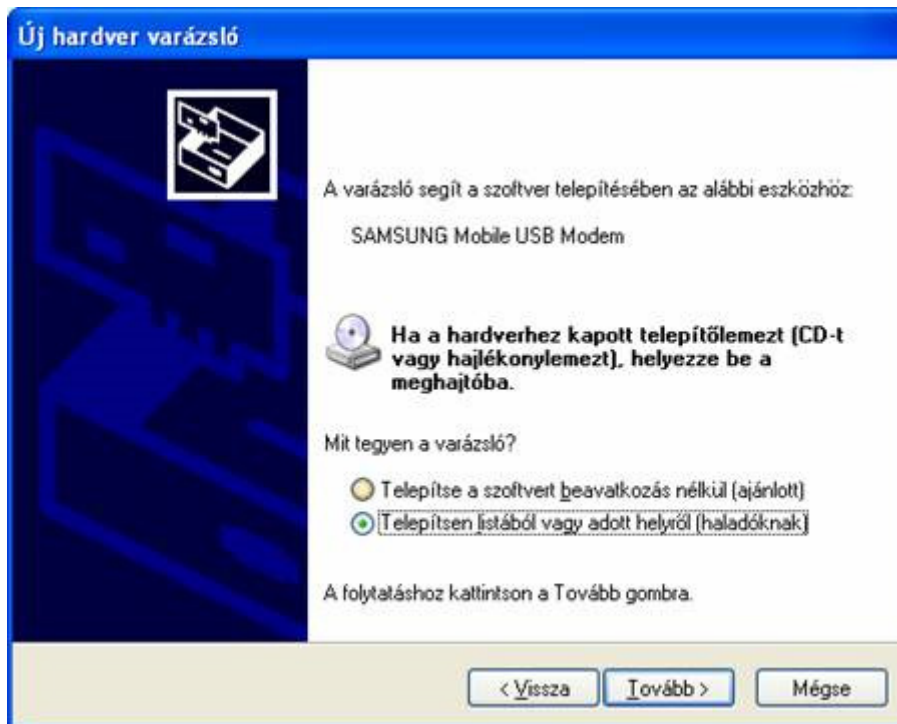 Új hardver varázsló
A varázsló segít a szoftver telepítésében az alábbi eszközhöz:
SAMSUNG Mobile USB Modem
Ha a hardverhez kapott telepítőlemezt (CD-t
vagy hajlékonylemezt), helyezze be a
meghajtóba.
Mit tegyen a varázsló?
Telepítse a szoftvert beavatkozás nélkül (ajánlott)
Telepítsen listából vagy adott helyről (haladóknak)
A folytatáshoz kattintson a Tovább gombra.
< Vissza
Tovább >
Mégse